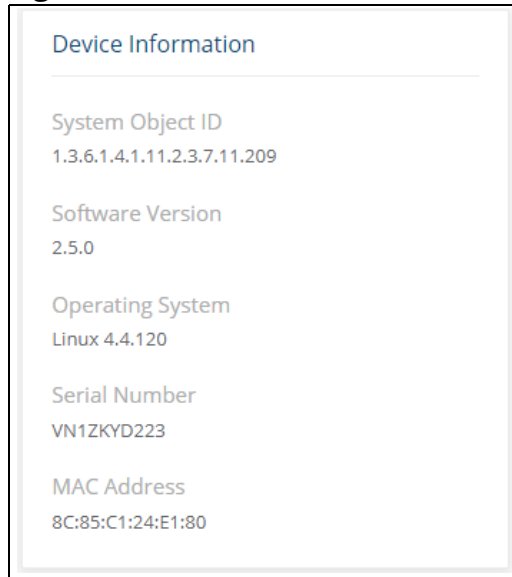 Device Information
System Object ID
1.3.6.1.4.1.11.2.3.7.11.209
Software Version
2.5.0
Operating System
Linux 4.4.120
Serial Number
VN1ZKYD223
MAC Address
8C:85:C1:24:E1:80